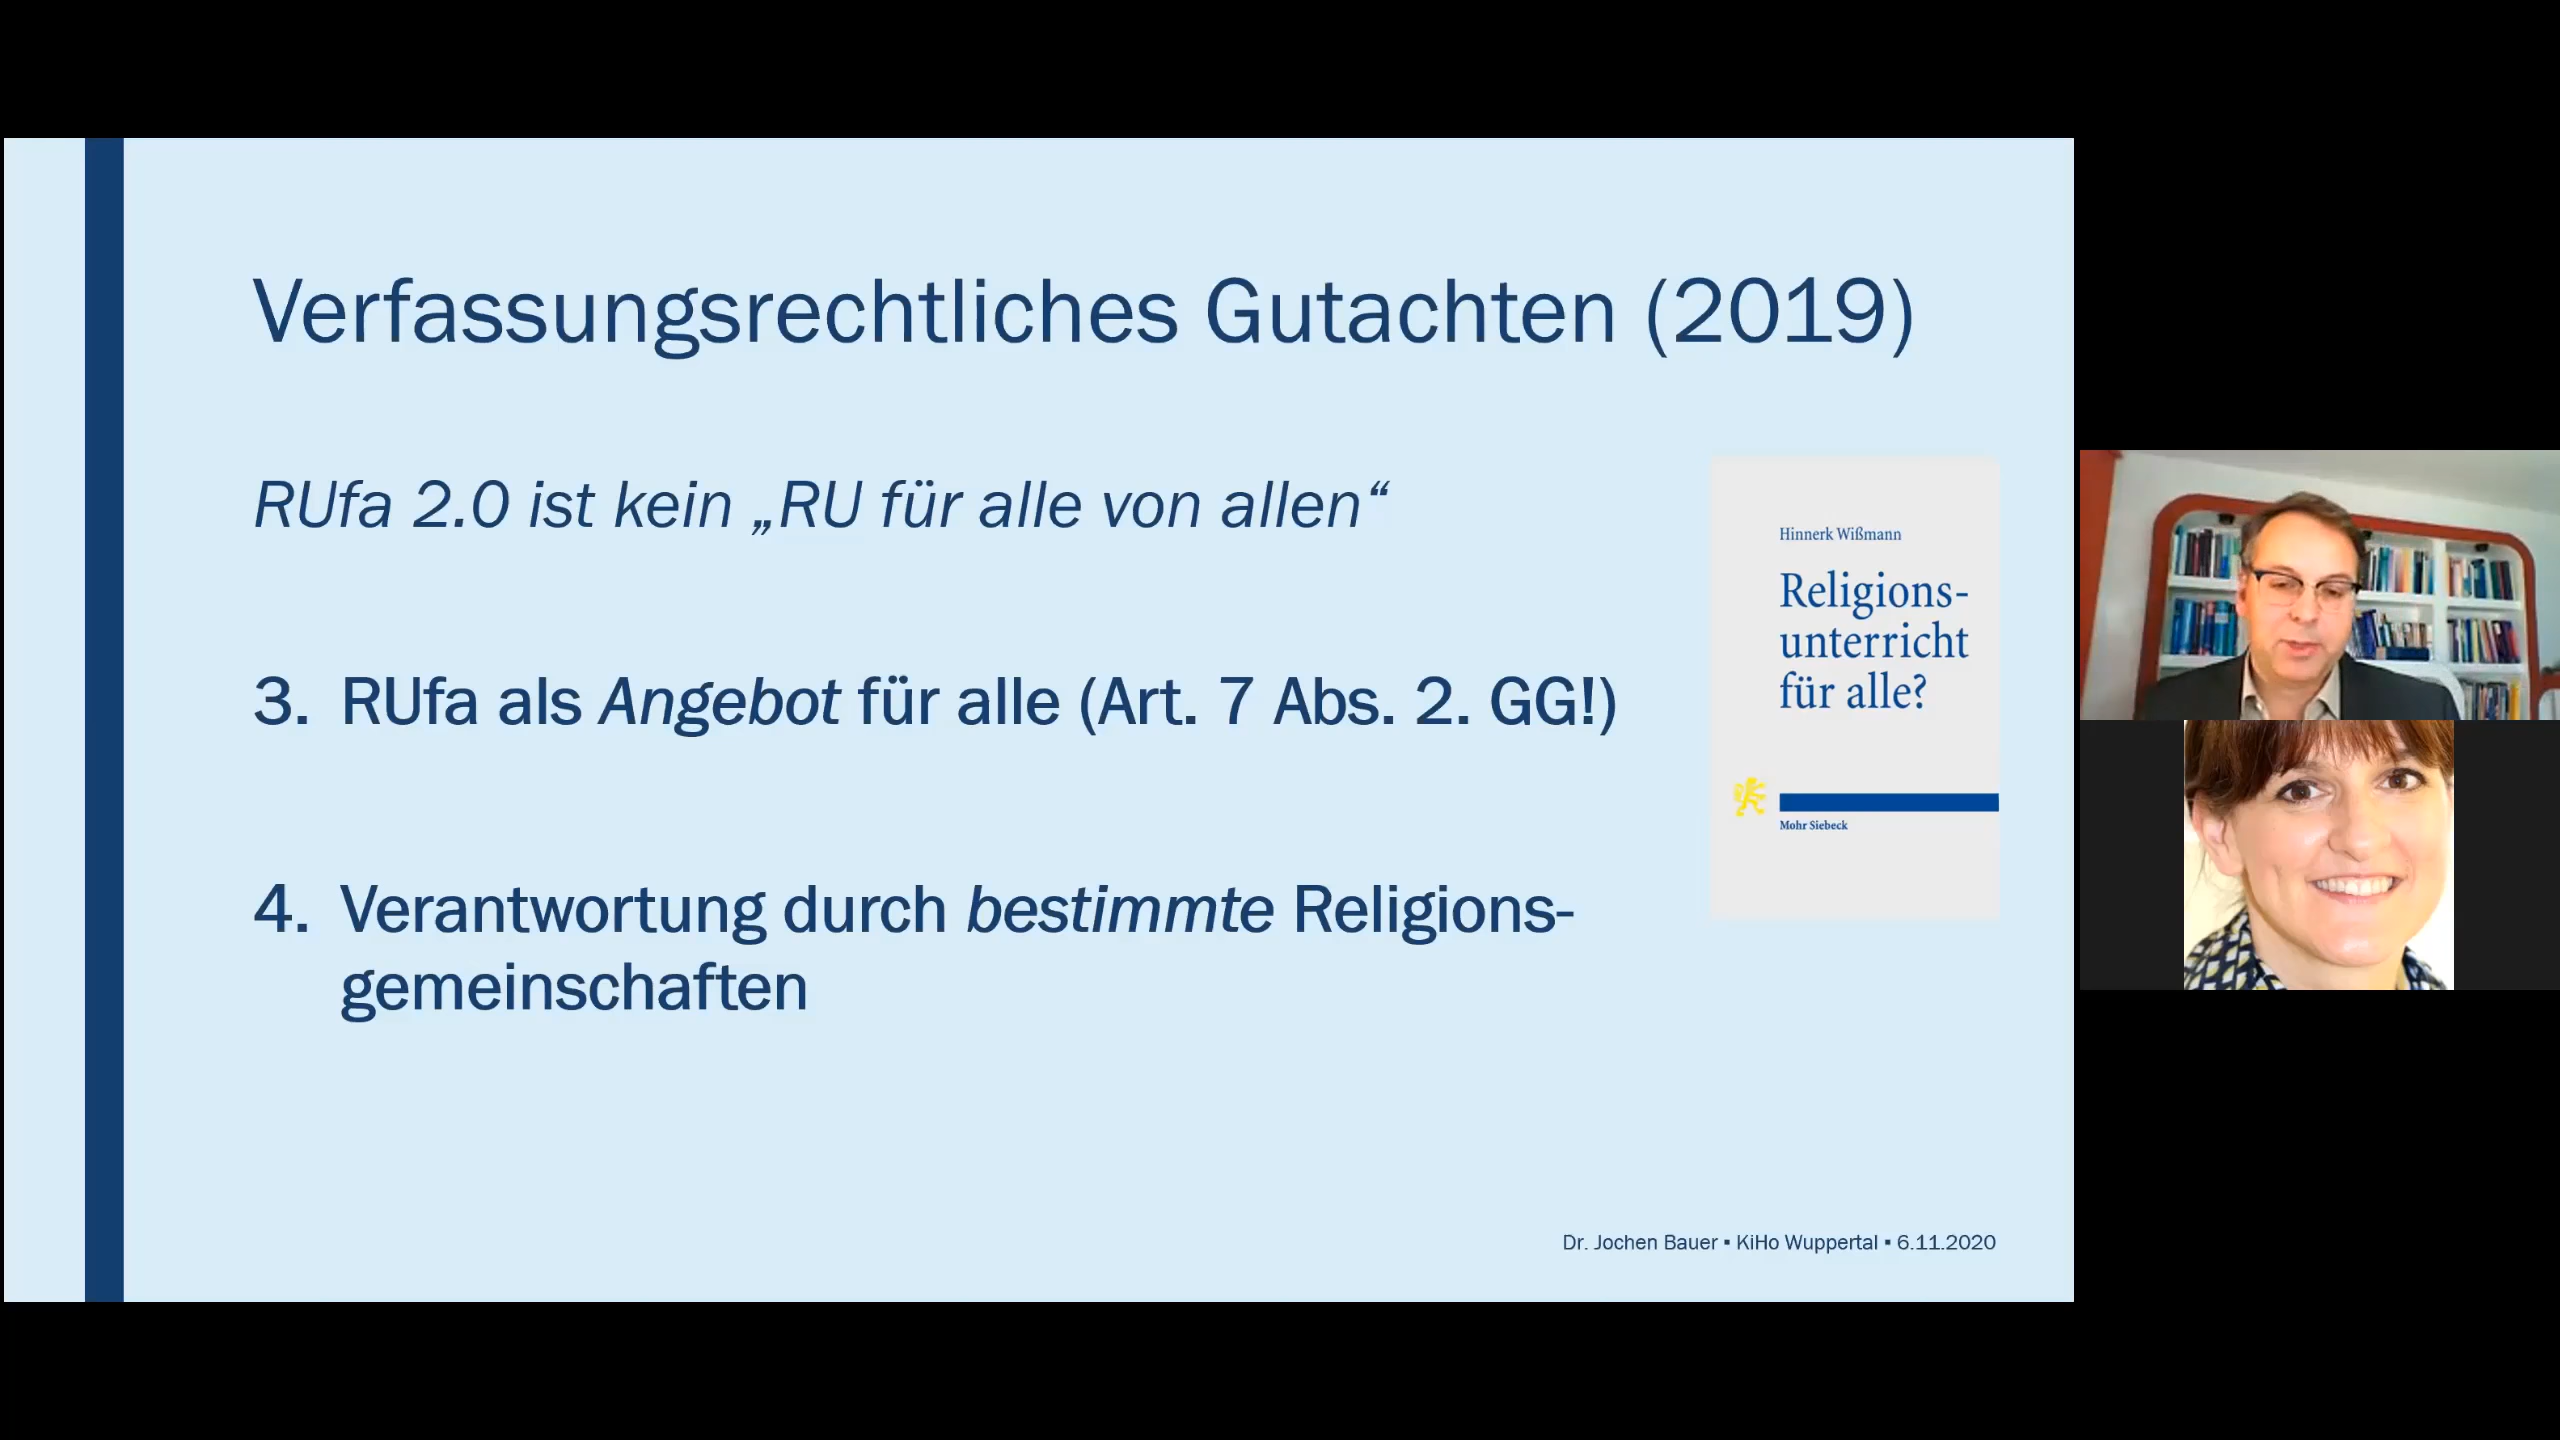 Verfassungsrechtliches Gutachten (2019)
RUfa 2.0 ist kein „RU für alle von allen“
3. RUfa als Angebot für alle (Art. 7 Abs. 2. GG!)
4. Verantwortung durch bestimmte Religions-
gemeinschaften
Hinnerk Wißmann
Religions-
unterricht
für alle?
Mohr Siebeck
Dr. Jochen Bauer ▪ KiHo Wuppertal ▪ 6.11.2020